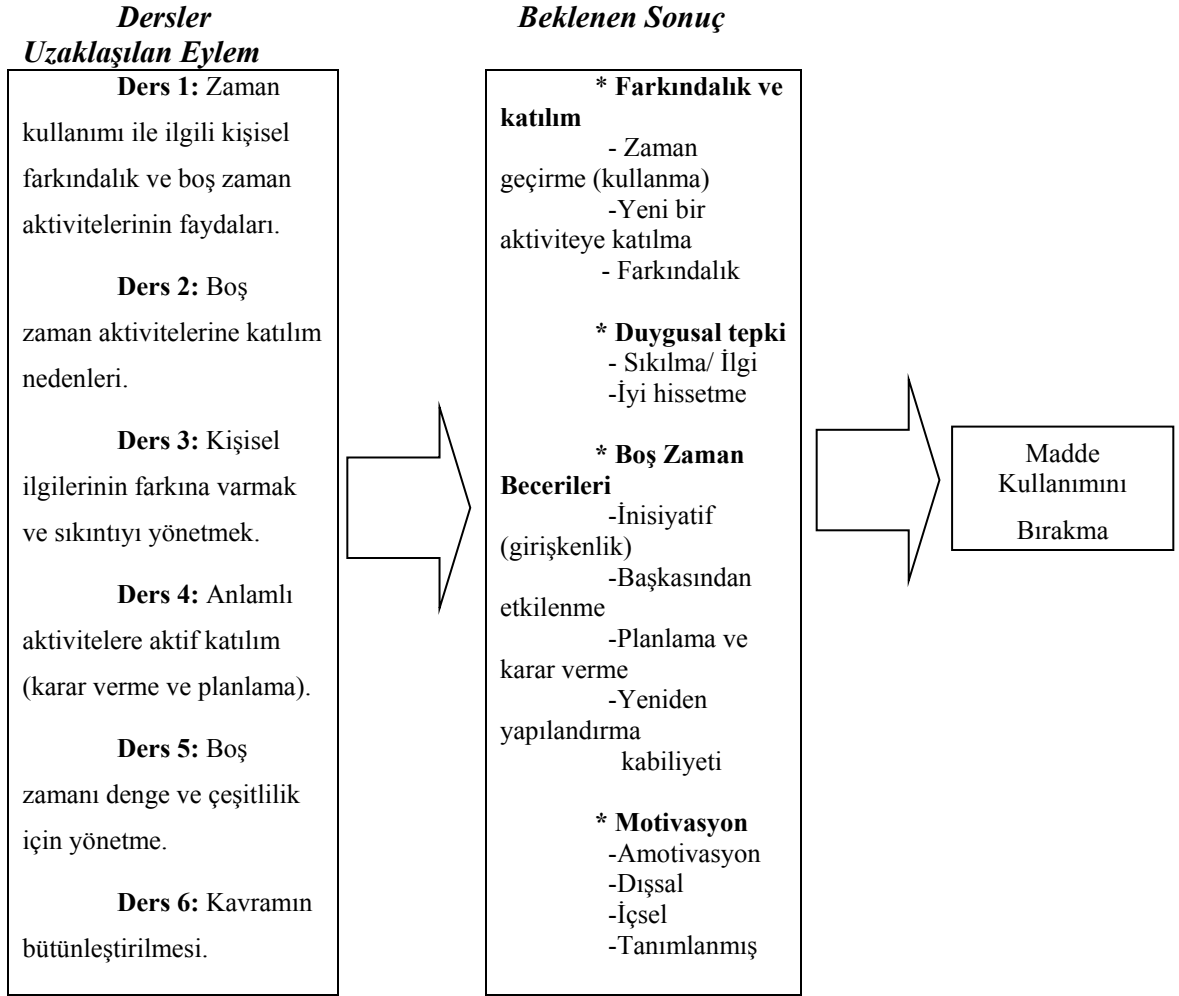 Dersler
Uzaklaşılan Eylem
Beklenen Sonuç
Ders 1: Zaman
kullanımı ile ilgili kişisel
farkındalık ve boş zaman
aktivitelerinin faydaları.
Ders 2: Boş
zaman aktivitelerine katılım
nedenleri.
Ders 3: Kişisel
ilgilerinin farkına varmak
ve sıkıntıyı yönetmek.
Ders 4: Anlamlı
aktivitelere aktif katılım
(karar verme ve planlama).
Ders 5: Boş
zamanı denge ve çeşitlilik
için yönetme.
Ders 6: Kavramın
bütünleştirilmesi.
* Farkındalık ve
katılım
- Zaman
geçirme (kullanma)
-Yeni bir
aktiviteye katılma
- Farkındalık
* Duygusal tepki
- Sıkılma/ İlgi
-İyi hissetme
* Boş Zaman
Becerileri
-İnisiyatif
(girişkenlik)
-Başkasından
etkilenme
-Planlama ve
karar verme
-Yeniden
yapılandırma
kabiliyeti
* Motivasyon
-Amotivasyon
-Dışsal
-İçsel
-Tanımlanmış
Madde
Kullanımını
Bırakma